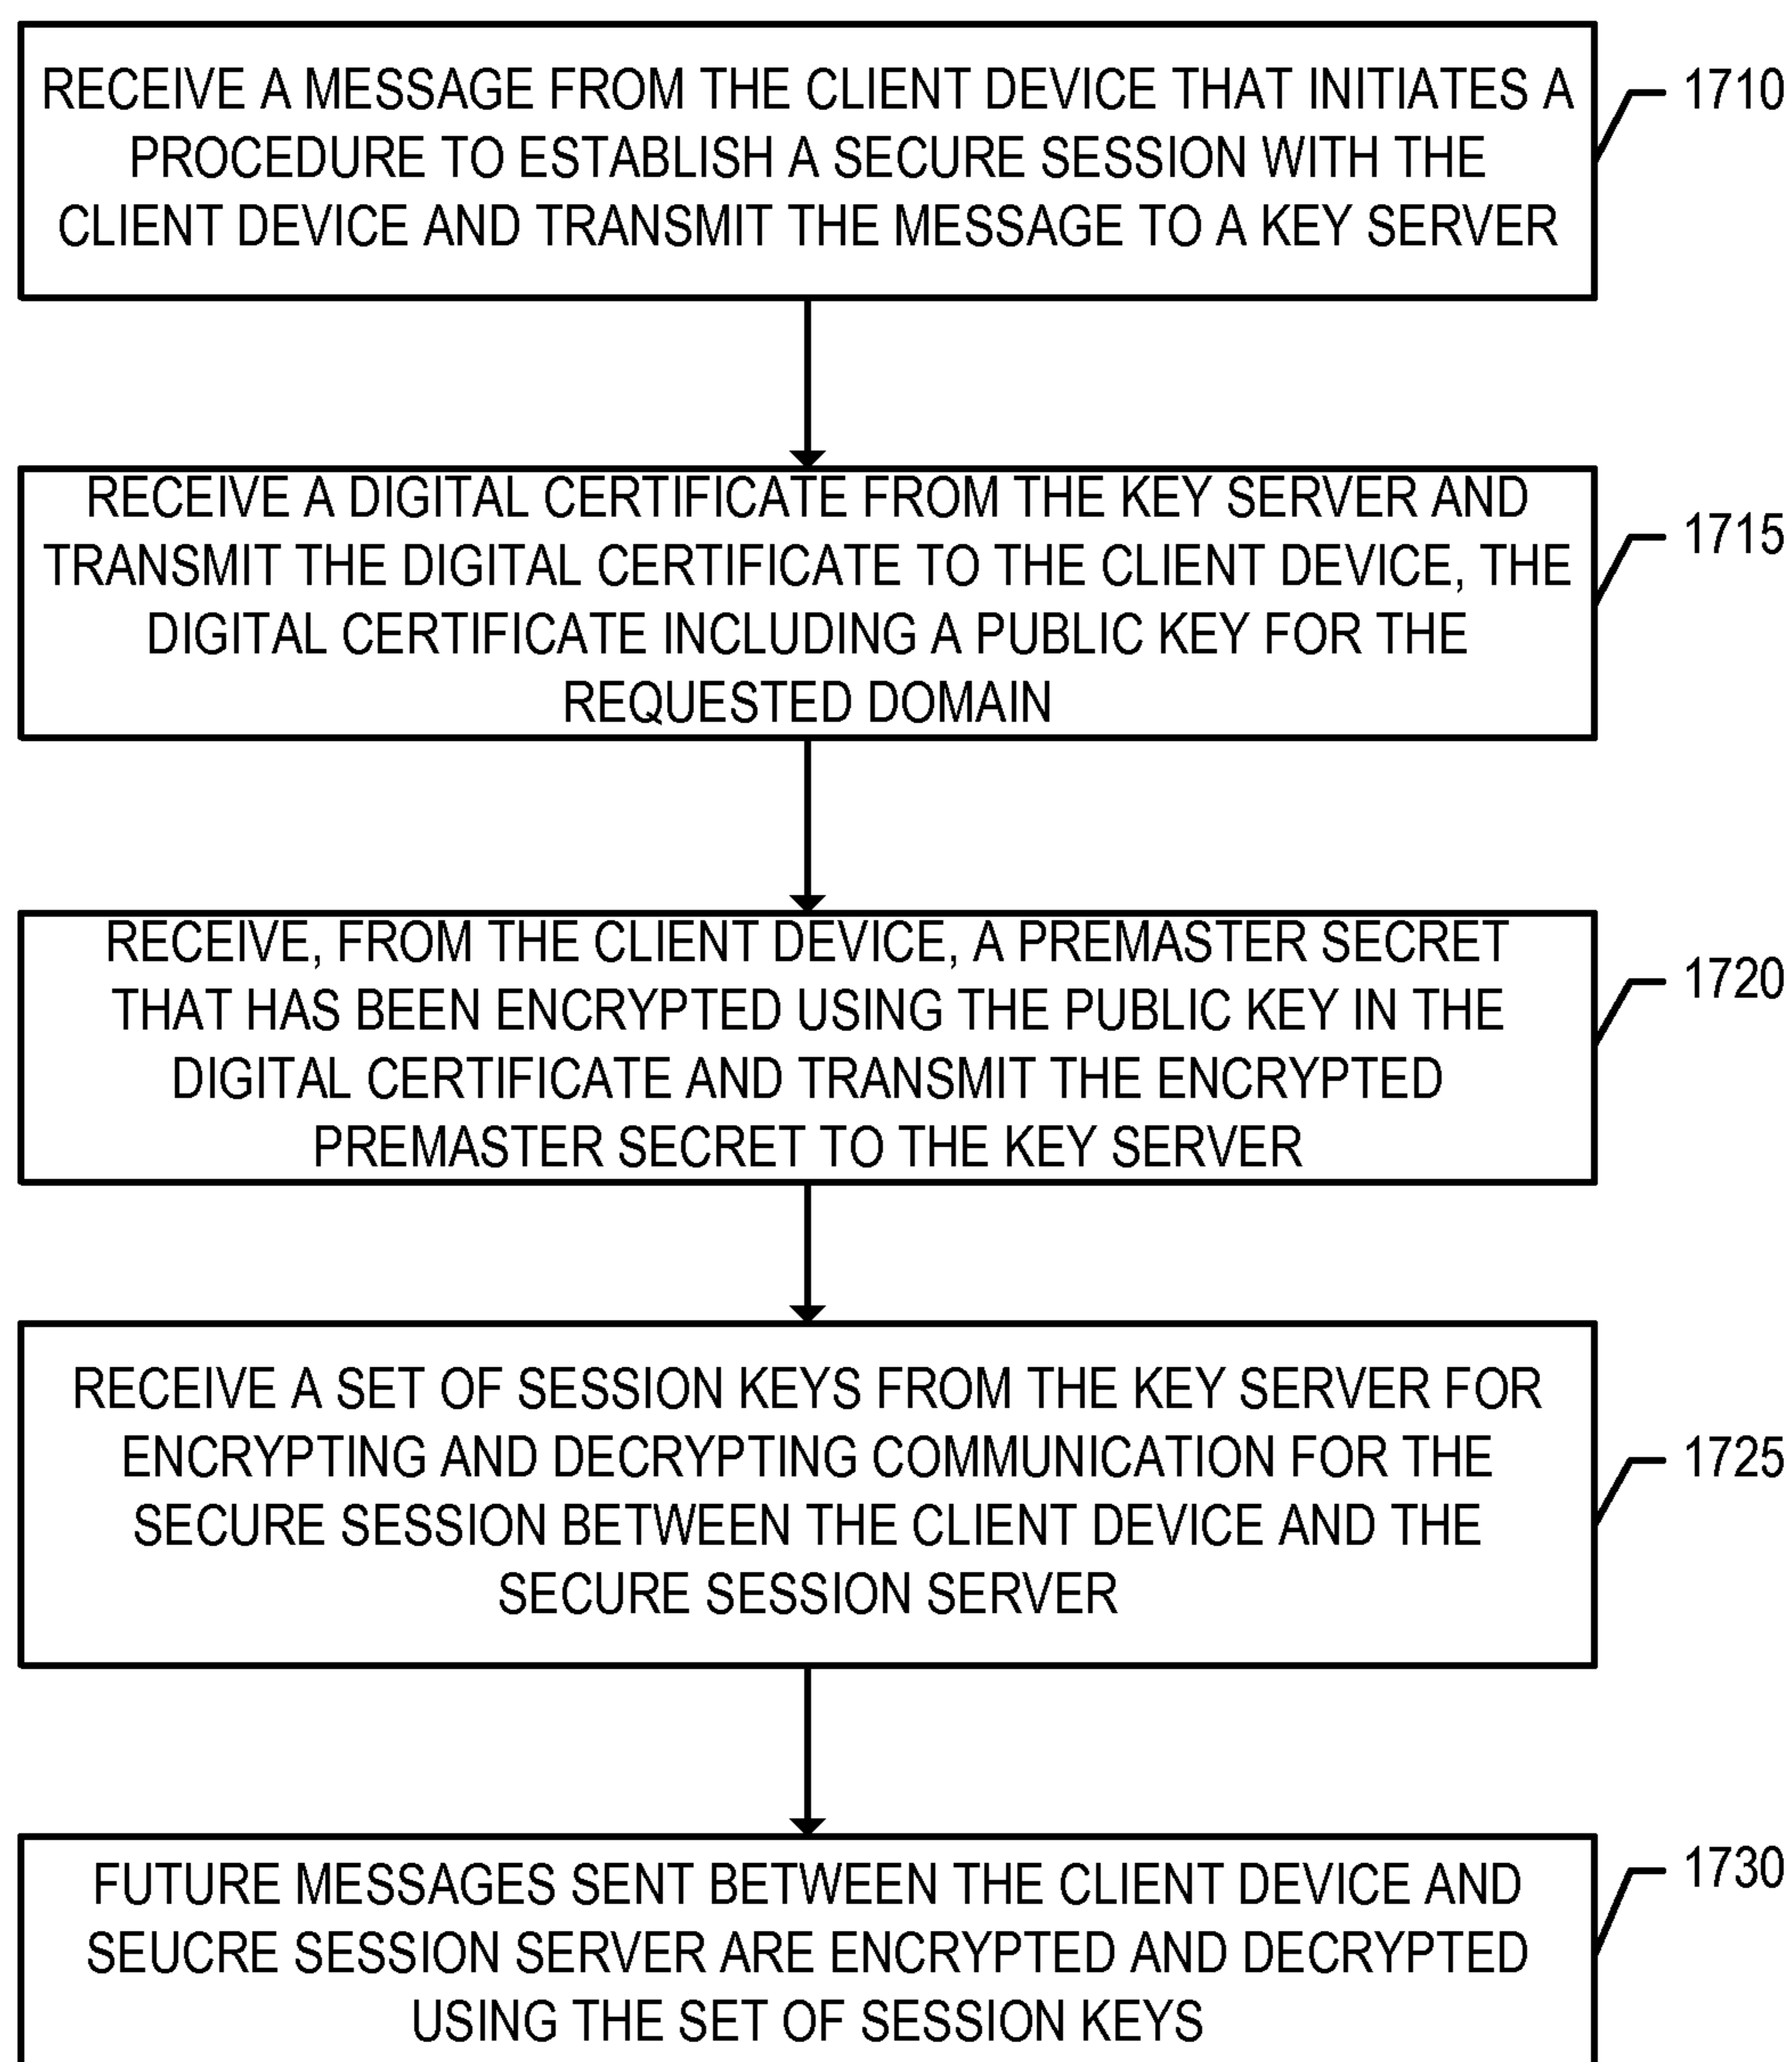 RECEIVE A MESSAGE FROM THE CLIENT DEVICE THAT INITIATES A
PROCEDURE TO ESTABLISH A SECURE SESSION WITH THE
CLIENT DEVICE AND TRANSMIT THE MESSAGE TO A KEY SERVER
1710
RECEIVE A DIGITAL CERTIFICATE FROM THE KEY SERVER AND
TRANSMIT THE DIGITAL CERTIFICATE TO THE CLIENT DEVICE, THE
DIGITAL CERTIFICATE INCLUDING A PUBLIC KEY FOR THE
REQUESTED DOMAIN
1715
RECEIVE, FROM THE CLIENT DEVICE, A PREMASTER SECRET
THAT HAS BEEN ENCRYPTED USING THE PUBLIC KEY IN THE
DIGITAL CERTIFICATE AND TRANSMIT THE ENCRYPTED
PREMASTER SECRET TO THE KEY SERVER
1720
RECEIVE A SET OF SESSION KEYS FROM THE KEY SERVER FOR
ENCRYPTING AND DECRYPTING COMMUNICATION FOR THE
SECURE SESSION BETWEEN THE CLIENT DEVICE AND THE
SECURE SESSION SERVER
1725
FUTURE MESSAGES SENT BETWEEN THE CLIENT DEVICE AND
SEUCRE SESSION SERVER ARE ENCRYPTED AND DECRYPTED
USING THE SET OF SESSION KEYS
1730